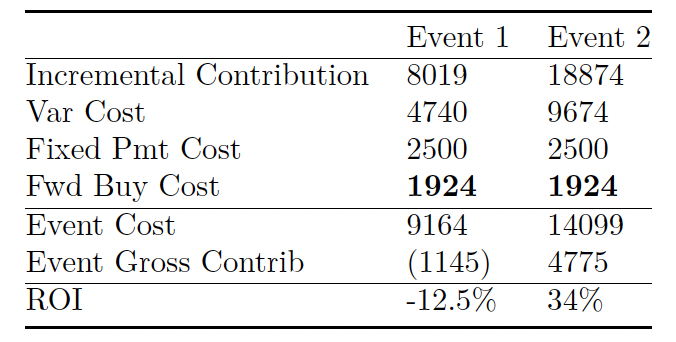 Event 1 Event 2
Incremental Contribution 8019 18874
Var Cost 4740 9674
Fixed Pmt Cost 2500 2500
Fwd Buy Cost 1924 1924
Event Cost 9164 14099
Event Gross Contrib (1145) 4775
ROI -12.5% 34%